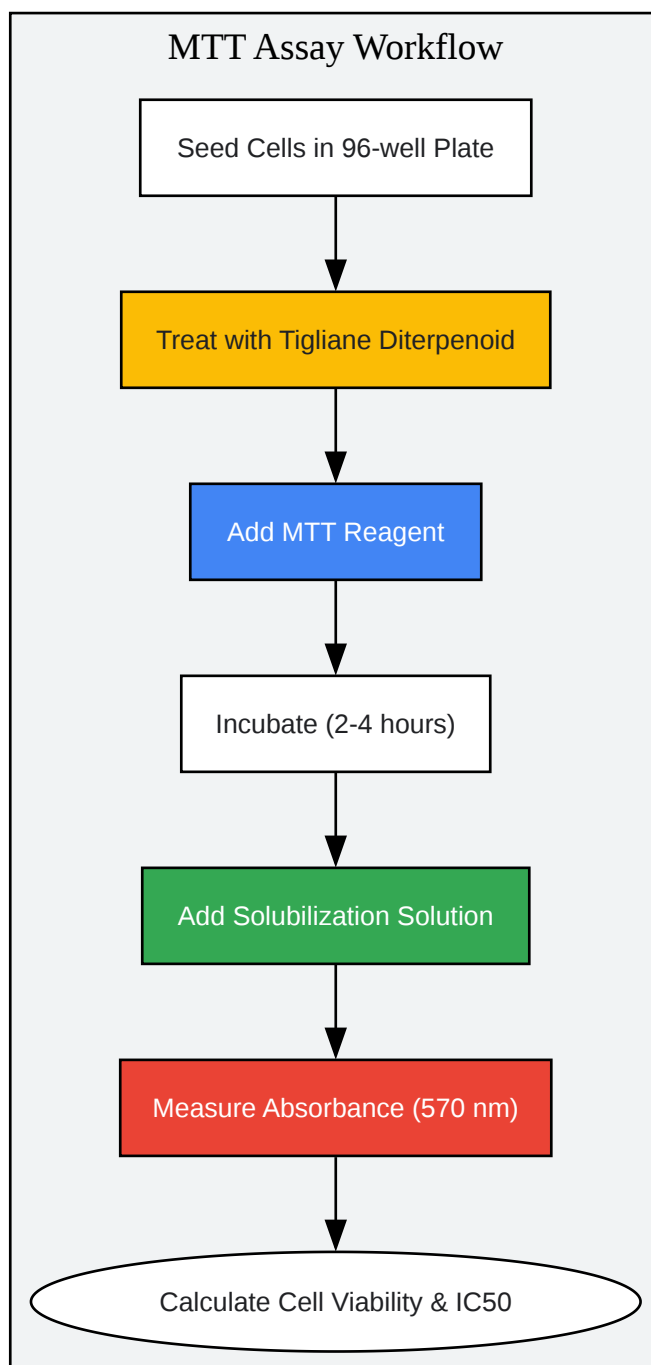 MTT Assay Workflow
Seed Cells in 96-well Plate
Treat with Tigliane Diterpenoid
Add MTT Reagent
Incubate (2-4 hours)
Add Solubilization Solution
Measure Absorbance (570 nm)
Calculate Cell Viability & IC50